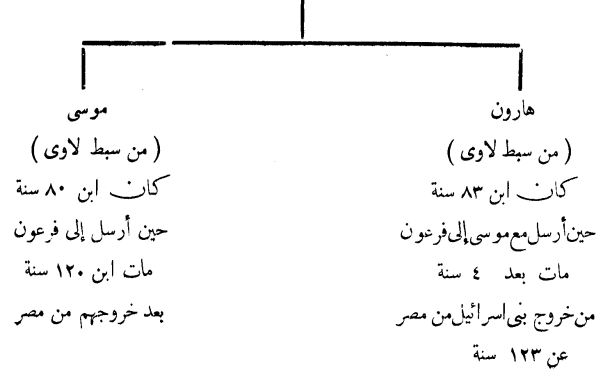 هارون
(من سبط لاوى)
كان ابن ٨٣ سنة
حين أرسل مع موسى إلى فرعون
مات بعد ٤ سنة
من خروج بنى اسرائيل من مصر
عن ١٢٣ سنة
موسى
(من سبط لاوى)
كان ابن ٨٠ سنة
حين أرسل إلى فرعون
مات ابن ١٢٠ سنة
بعد خروجهم من مصر